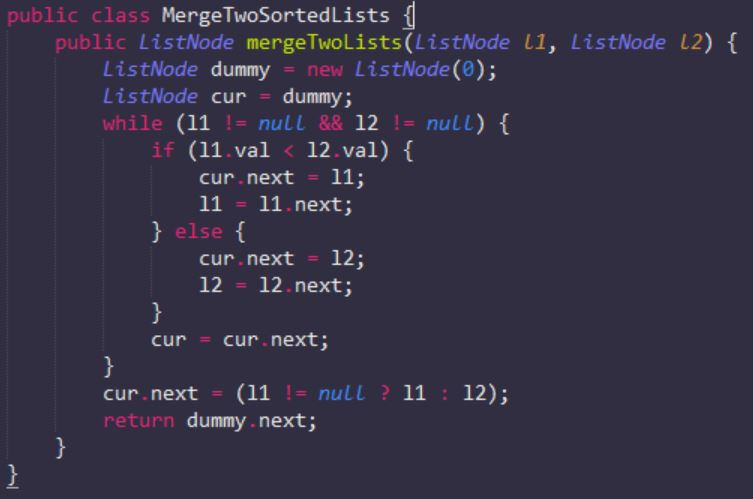 public class MergeTwoSortedLists {
    public ListNode mergeTwoLists(ListNode l1, ListNode l2) {
        ListNode dummy = new ListNode(0);
        ListNode cur = dummy;
        while (l1 != null && l2 != null) {
            if (l1.val < l2.val) {
                cur.next = l1;
                l1 = l1.next;
            } else {
                cur.next = l2;
                l2 = l2.next;
            }
            cur = cur.next;
        }
        cur.next = (l1 != null ? l1 : l2);
        return dummy.next;
    }
}